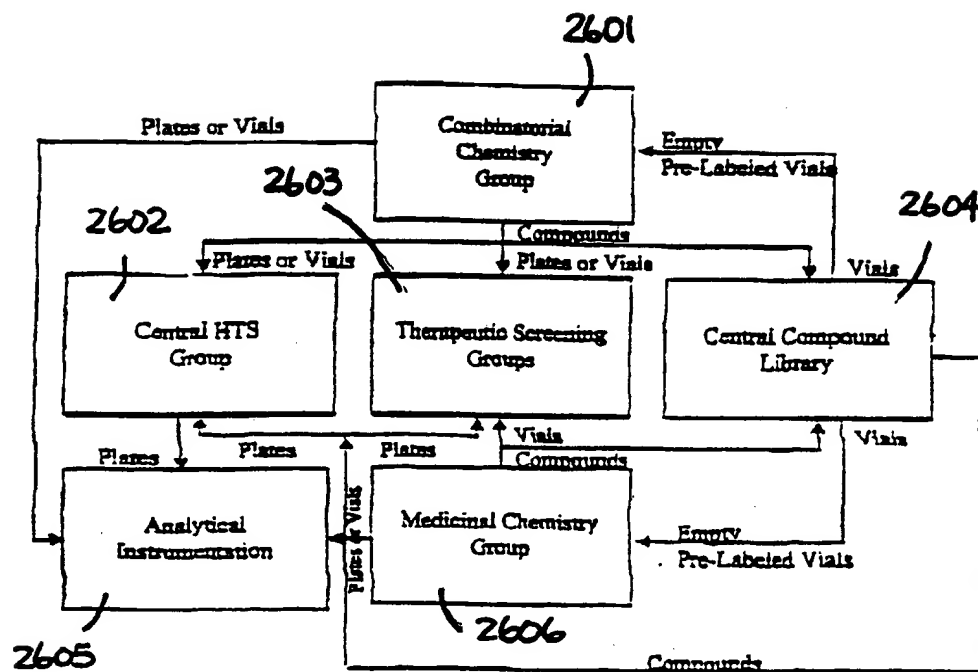 2601
Plates or Vials
Combinatorial
Chemistry
Group
Empty
Pre-Labeled Vials
2603
2604
2602
Compounds
Plates or Vials
Plates or Vials
Vials
Central HTS
Group
Therapeutic Screening
Groups
Central Compound
Library
Vials
Vials
Plates
Plates
Plates
Compounds
Analytical
Instrumentation
Plates or Vials
Medicinal Chemistry
Group
Empty
Pre-Labeled Vials
2605
2606
Compounds